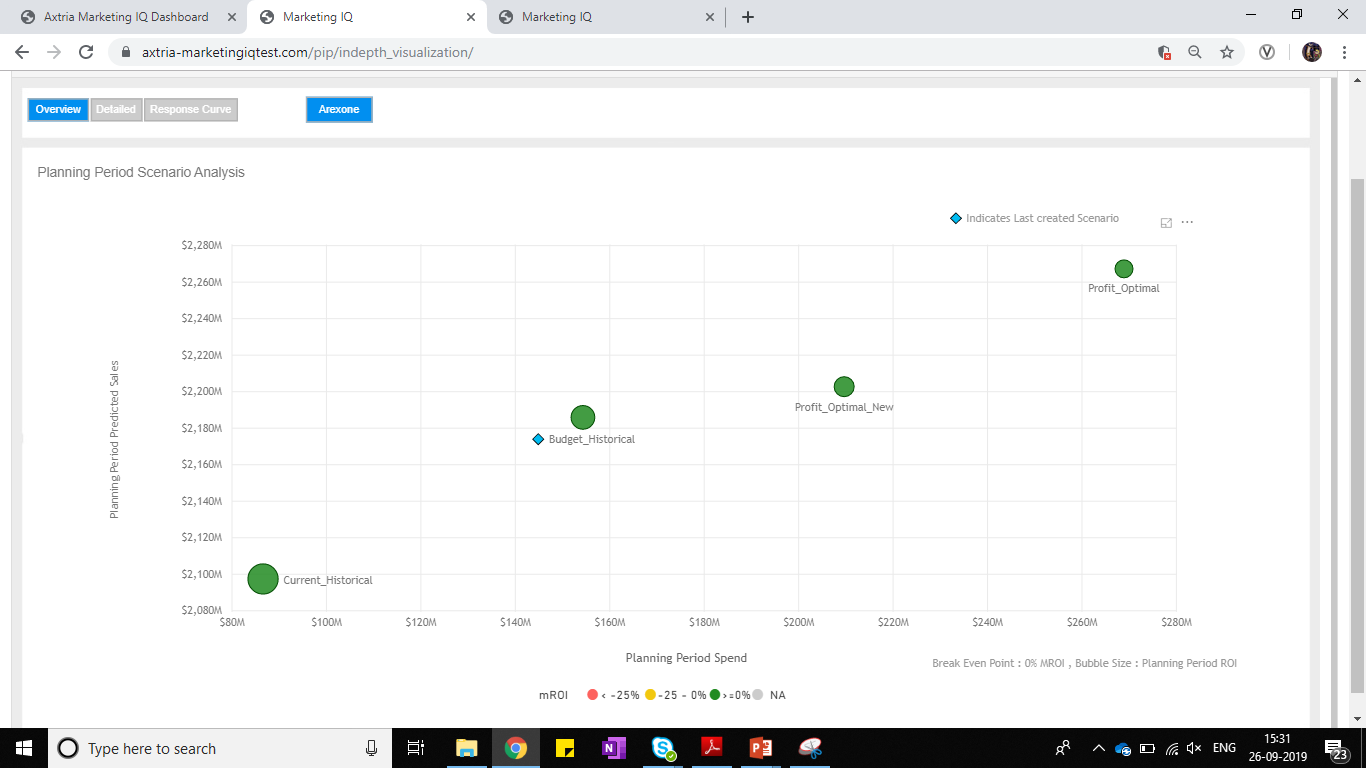 Axtria Marketing IQ Dashboard
Marketing IQ
Marketing IQ
axtria-marketingiqtest.com/pip/indepth_visualization/
Overview
Detailed
Response Curve
Arexone
Planning Period Scenario Analysis
Indicates Last created Scenario
$2,280M
$2,260M
$2,240M
$2,220M
$2,200M
$2,180M
$2,160M
$2,140M
$2,120M
$2,100M
$2,080M
Planning Period Predicted Sales
Profit_Optimal
Profit_Optimal_New
Budget_Historical
Current_Historical
$80M
$100M
$120M
$140M
$160M
$180M
$200M
$220M
$240M
$260M
$280M
Planning Period Spend
Break Even Point : 0% MROI , Bubble Size : Planning Period ROI
mROI
< -25%
-25 - 0%
>=0%
NA
Type here to search
ENG
15:31
26-09-2019
23